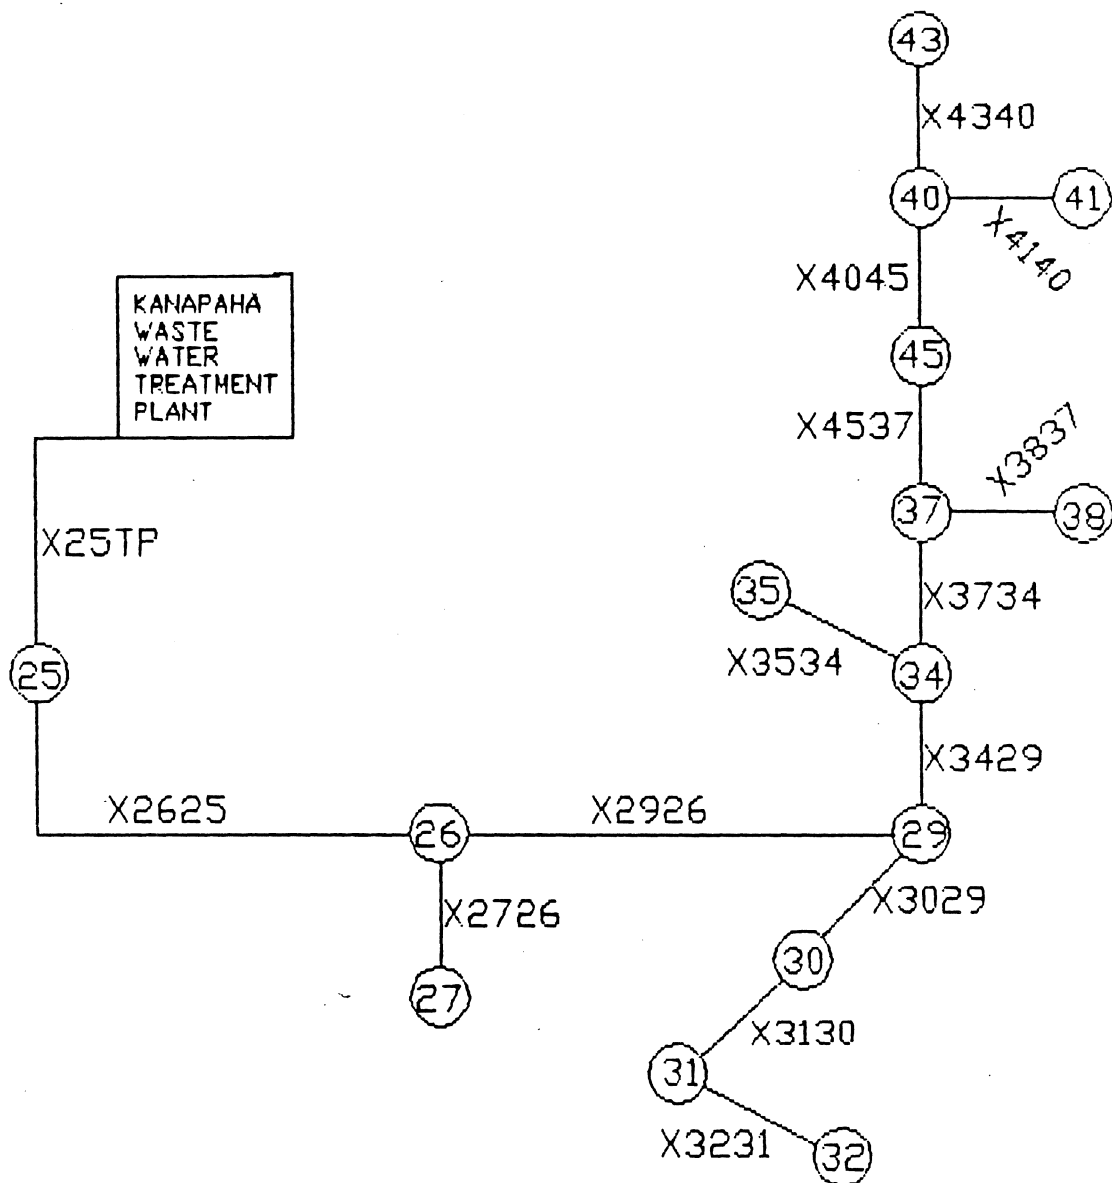 43
X4340
40
41
X4140
X4045
KANAPAHA
WASTE
WATER
TREATMENT
PLANT
45
X4537
X3837
37
38
X25TP
35
X3734
X3534
34
25
X3429
X2625
X2926
26
29
X3029
X2726
30
27
X3130
31
X3231
32